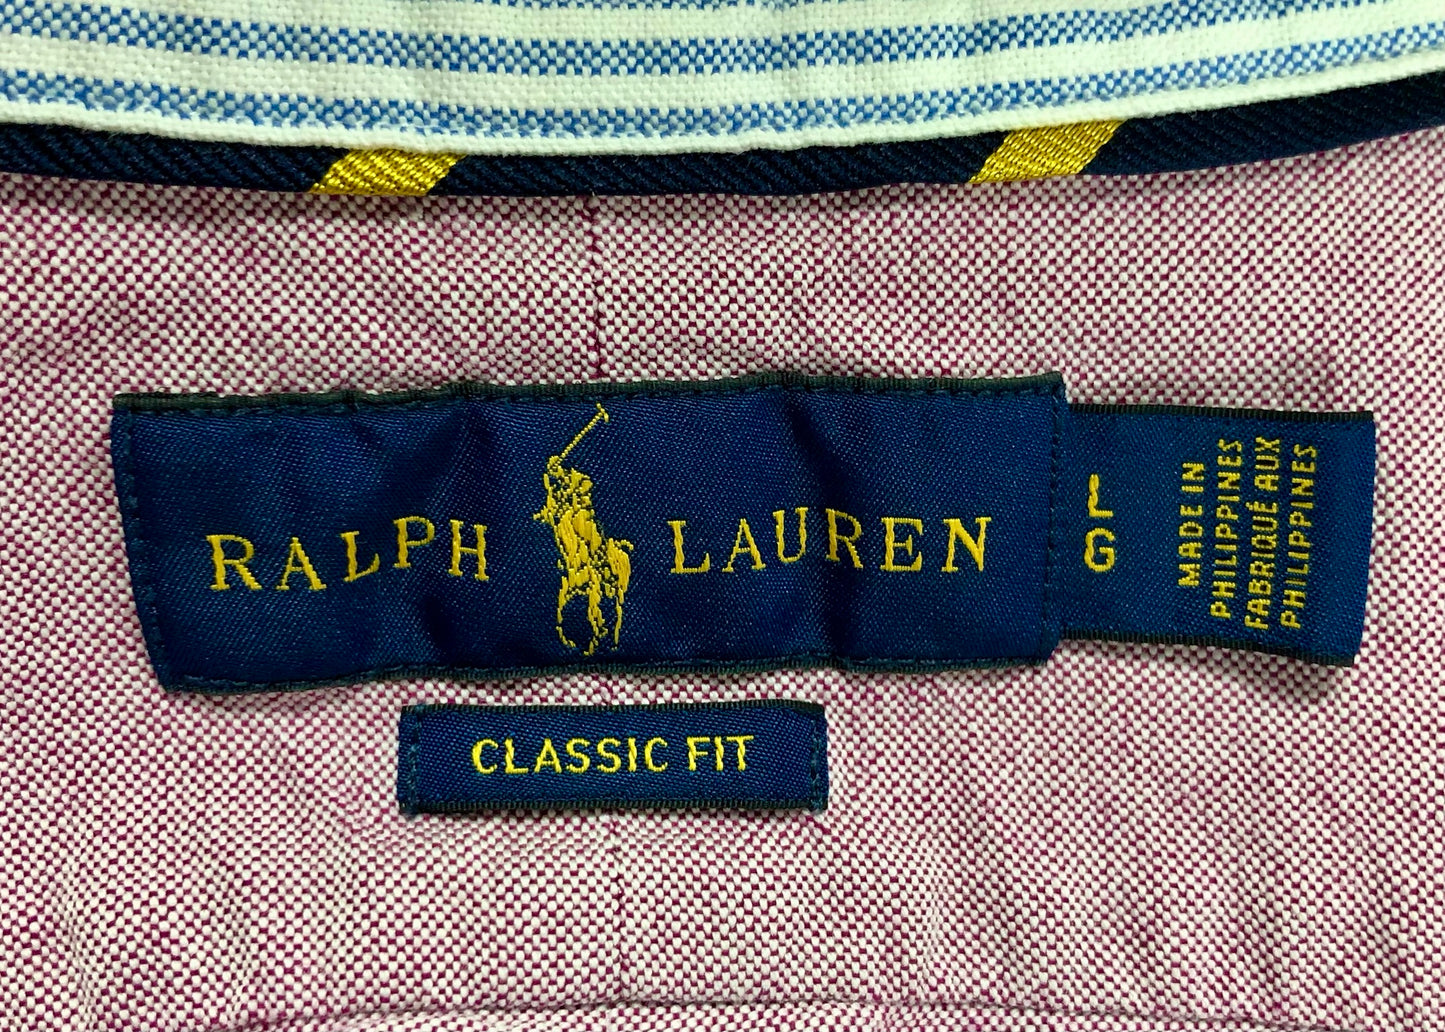 RALPH LAUREN
L
G
MADE IN
PHILIPPINES
FABRIQUÉ AUX
PHILIPPINES
CLASSIC FIT